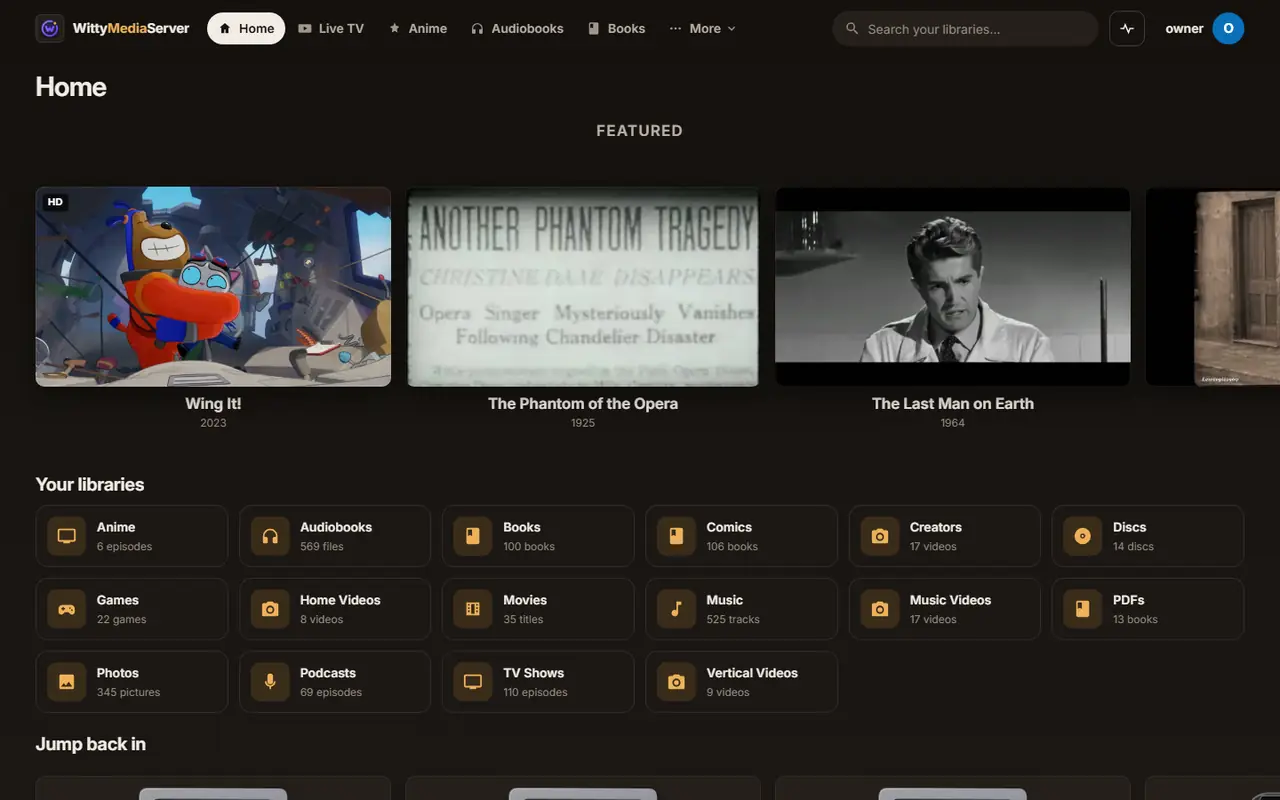 WittyMediaServer
Home
Live TV
Anime
Audiobooks
Books
More
Search your libraries...
owner
O
Home
FEATURED
HD
ANOTHER PHANTOM TRAGEDY
CHRISTINE DAAE DISAPPEARS
Opera Singer Mysteriously Vanishes
Following Chandelier Disaster
Wing It!
2023
The Phantom of the Opera
1925
The Last Man on Earth
1964
Your libraries
Anime
6 episodes
Audiobooks
569 files
Books
100 books
Comics
106 books
Creators
17 videos
Discs
14 discs
Games
22 games
Home Videos
8 videos
Movies
35 titles
Music
525 tracks
Music Videos
17 videos
PDFs
13 books
Photos
345 pictures
Podcasts
69 episodes
TV Shows
110 episodes
Vertical Videos
9 videos
Jump back in